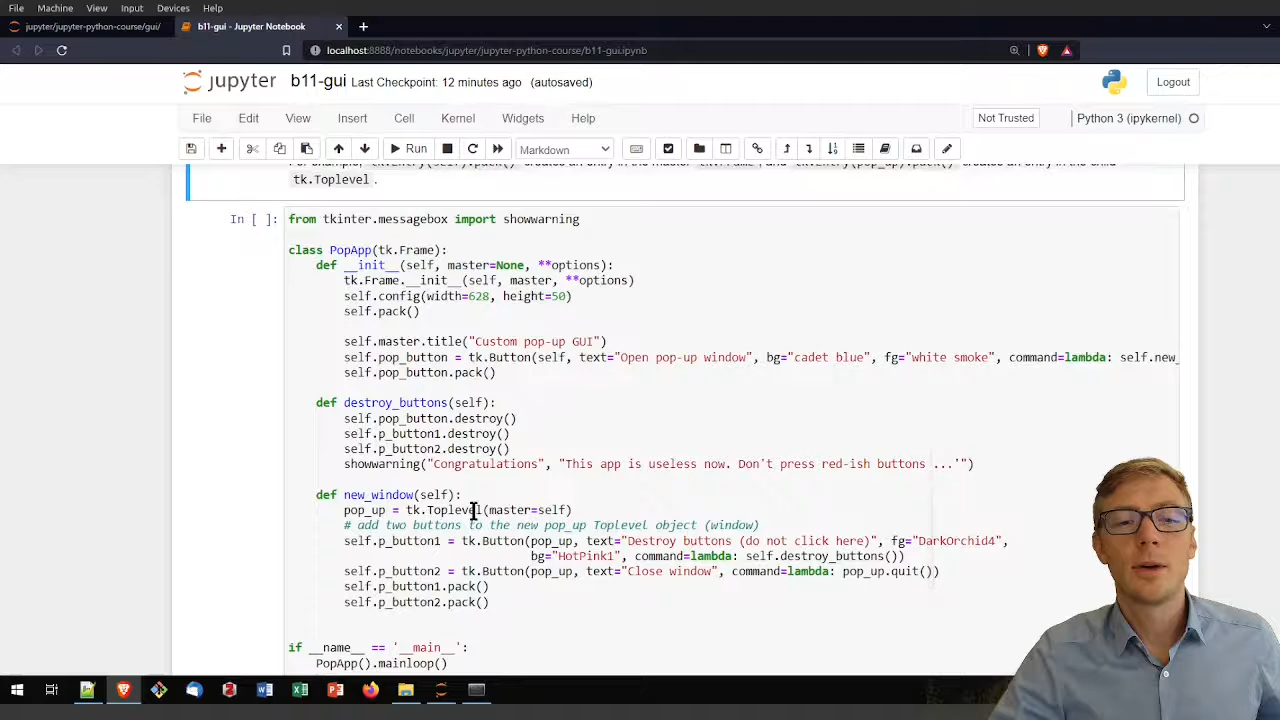 File Machine View Input Devices Help
jupyter/jupyter-python-course/gui/ b11-gui - Jupyter Notebook × +
localhost:8888/notebooks/jupyter/jupyter-python-course/b11-gui.ipynb
jupyter b11-gui Last Checkpoint: 12 minutes ago (autosaved) Logout
File Edit View Insert Cell Kernel Widgets Help Not Trusted Python 3 (ipykernel)
Run Markdown
tk.Toplevel .
In [ ]: from tkinter.messagebox import showwarning
class PopApp(tk.Frame):
def __init__(self, master=None, **options):
tk.Frame.__init__(self, master, **options)
self.config(width=628, height=50)
self.pack()
self.master.title("Custom pop-up GUI")
self.pop_button = tk.Button(self, text="Open pop-up window", bg="cadet blue", fg="white smoke", command=lambda: self.new_
self.pop_button.pack()
def destroy_buttons(self):
self.pop_button.destroy()
self.p_button1.destroy()
self.p_button2.destroy()
showwarning("Congratulations", "This app is useless now. Don't press red-ish buttons ...'")
def new_window(self):
pop_up = tk.Toplevel(master=self)
# add two buttons to the new pop_up Toplevel object (window)
self.p_button1 = tk.Button(pop_up, text="Destroy buttons (do not click here)", fg="DarkOrchid4",
bg="HotPink1", command=lambda: self.destroy_buttons())
self.p_button2 = tk.Button(pop_up, text="Close window", command=lambda: pop_up.quit())
self.p_button1.pack()
self.p_button2.pack()
if __name__ == '__main__':
PopApp().mainloop()